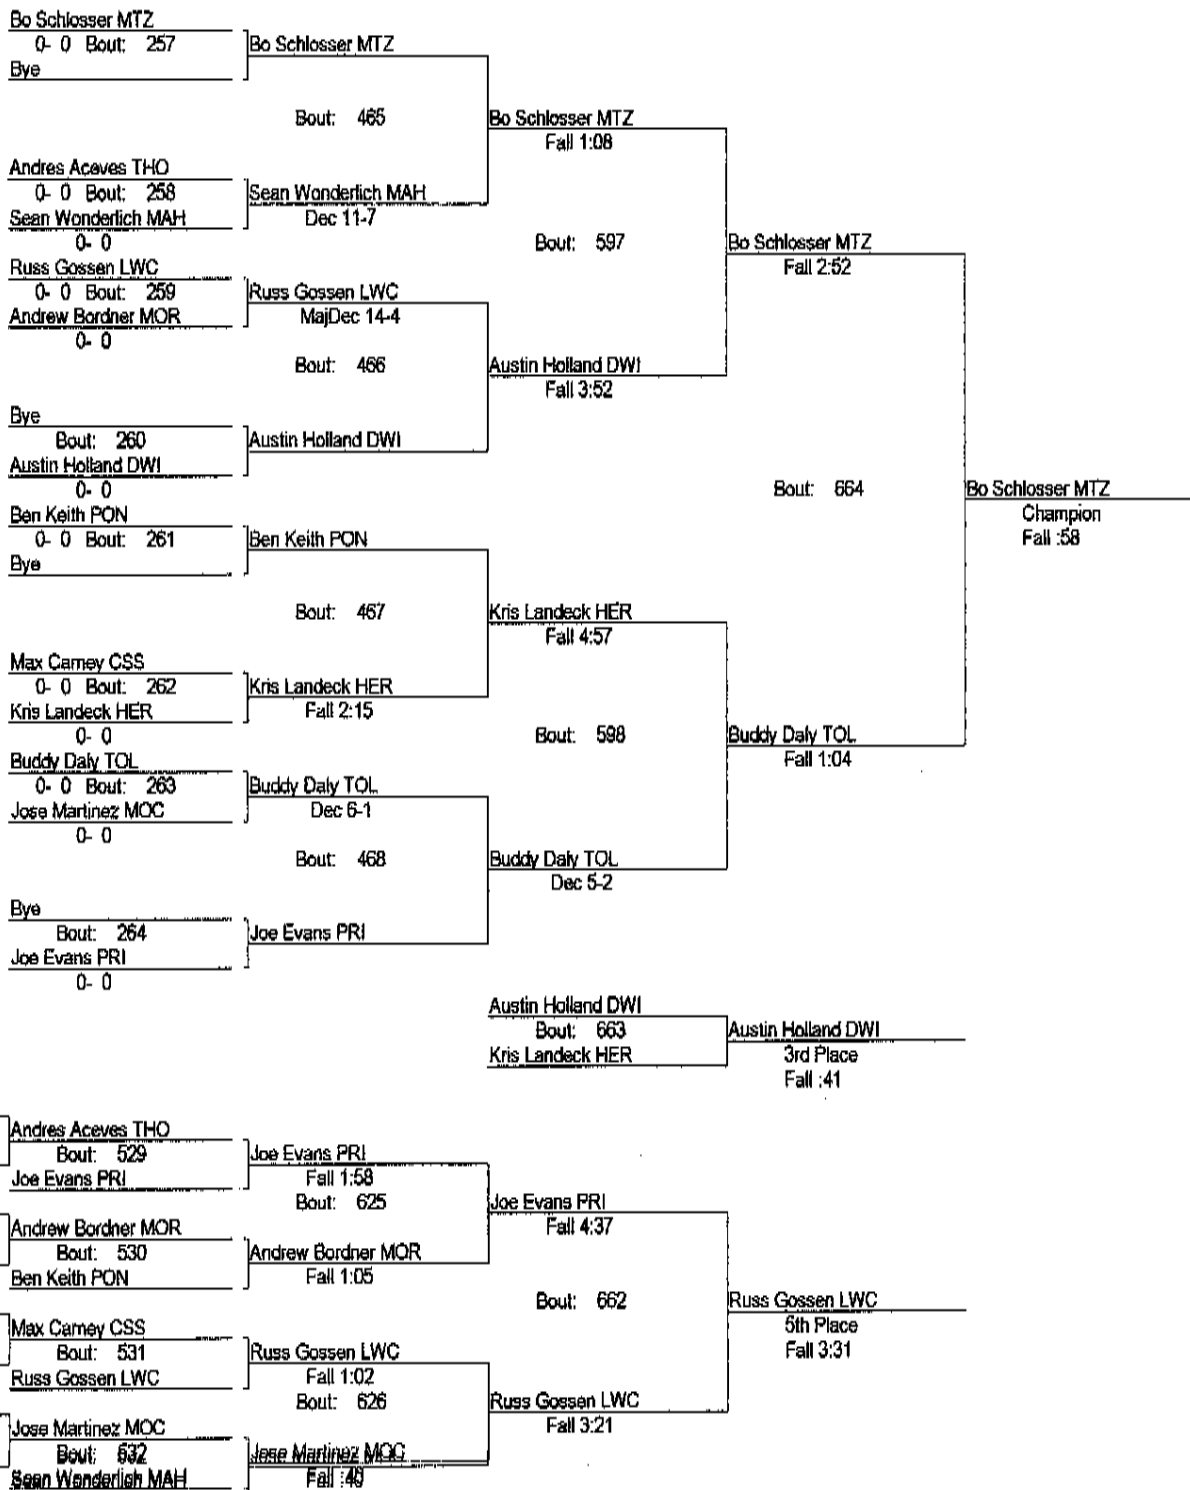 Bo Schlosser MTZ
0- 0 Bout: 257
Bye
Bo Schlosser MTZ
Bout: 465
Bo Schlosser MTZ
Fall 1:08
Andres Aceves THO
0- 0 Bout: 258
Sean Wonderlich MAH
0- 0
Sean Wonderlich MAH
Dec 11-7
Bout: 597
Bo Schlosser MTZ
Fall 2:52
Russ Gossen LWC
0- 0 Bout: 259
Andrew Bordner MOR
0- 0
Russ Gossen LWC
MajDec 14-4
Bout: 466
Austin Holland DWI
Fall 3:52
Bye
Bout: 260
Austin Holland DWI
0- 0
Austin Holland DWI
Bout: 664
Bo Schlosser MTZ
Champion
Fall :58
Ben Keith PON
0- 0 Bout: 261
Bye
Ben Keith PON
Bout: 467
Kris Landeck HER
Fall 4:57
Max Carney CSS
0- 0 Bout: 262
Kris Landeck HER
0- 0
Kris Landeck HER
Fall 2:15
Bout: 598
Buddy Daly TOL
Fall 1:04
Buddy Daly TOL
0- 0 Bout: 263
Jose Martinez MOC
0- 0
Buddy Daly TOL
Dec 6-1
Bout: 468
Buddy Daly TOL
Dec 5-2
Bye
Bout: 264
Joe Evans PRI
0- 0
Joe Evans PRI
Austin Holland DWI
Bout: 663
Kris Landeck HER
Austin Holland DWI
3rd Place
Fall :41
Andres Aceves THO
Bout: 529
Joe Evans PRI
Joe Evans PRI
Fall 1:58
Bout: 625
Joe Evans PRI
Fall 4:37
Andrew Bordner MOR
Bout: 530
Ben Keith PON
Andrew Bordner MOR
Fall 1:05
Bout: 662
Russ Gossen LWC
5th Place
Fall 3:31
Max Carney CSS
Bout: 531
Russ Gossen LWC
Russ Gossen LWC
Fall 1:02
Bout: 626
Russ Gossen LWC
Fall 3:21
Jose Martinez MOC
Bout: 532
Sean Wonderlich MAH
Jose Martinez MOC
Fall :40